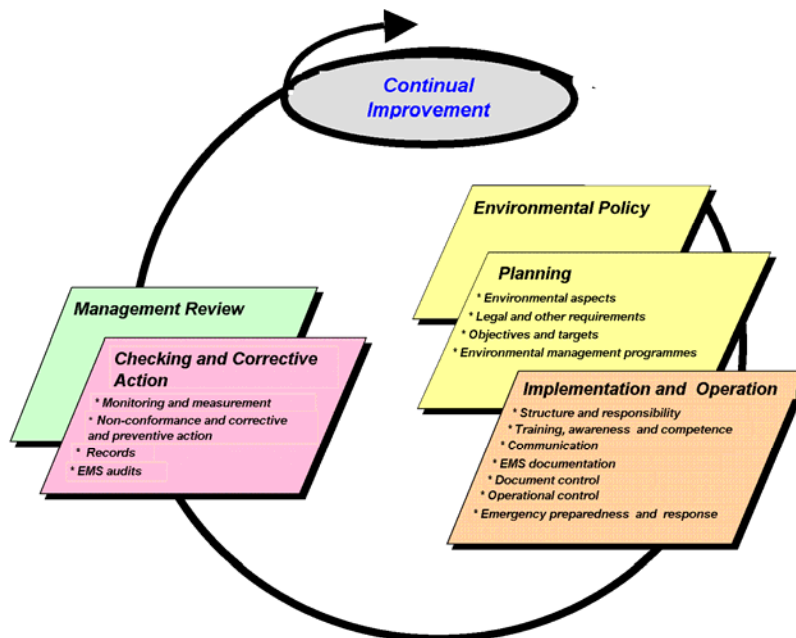 Continual
Improvement
Environmental Policy
Planning
* Environmental aspects
* Legal and other requirements
* Objectives and targets
* Environmental management programmes
Implementation and Operation
* Structure and responsibility
* Training, awareness and competence
* Communication
* EMS documentation
* Document control
* Operational control
* Emergency preparedness and response
Management Review
Checking and Corrective
Action
* Monitoring and measurement
* Non-conformance and corrective
and preventive action
* Records
* EMS audits